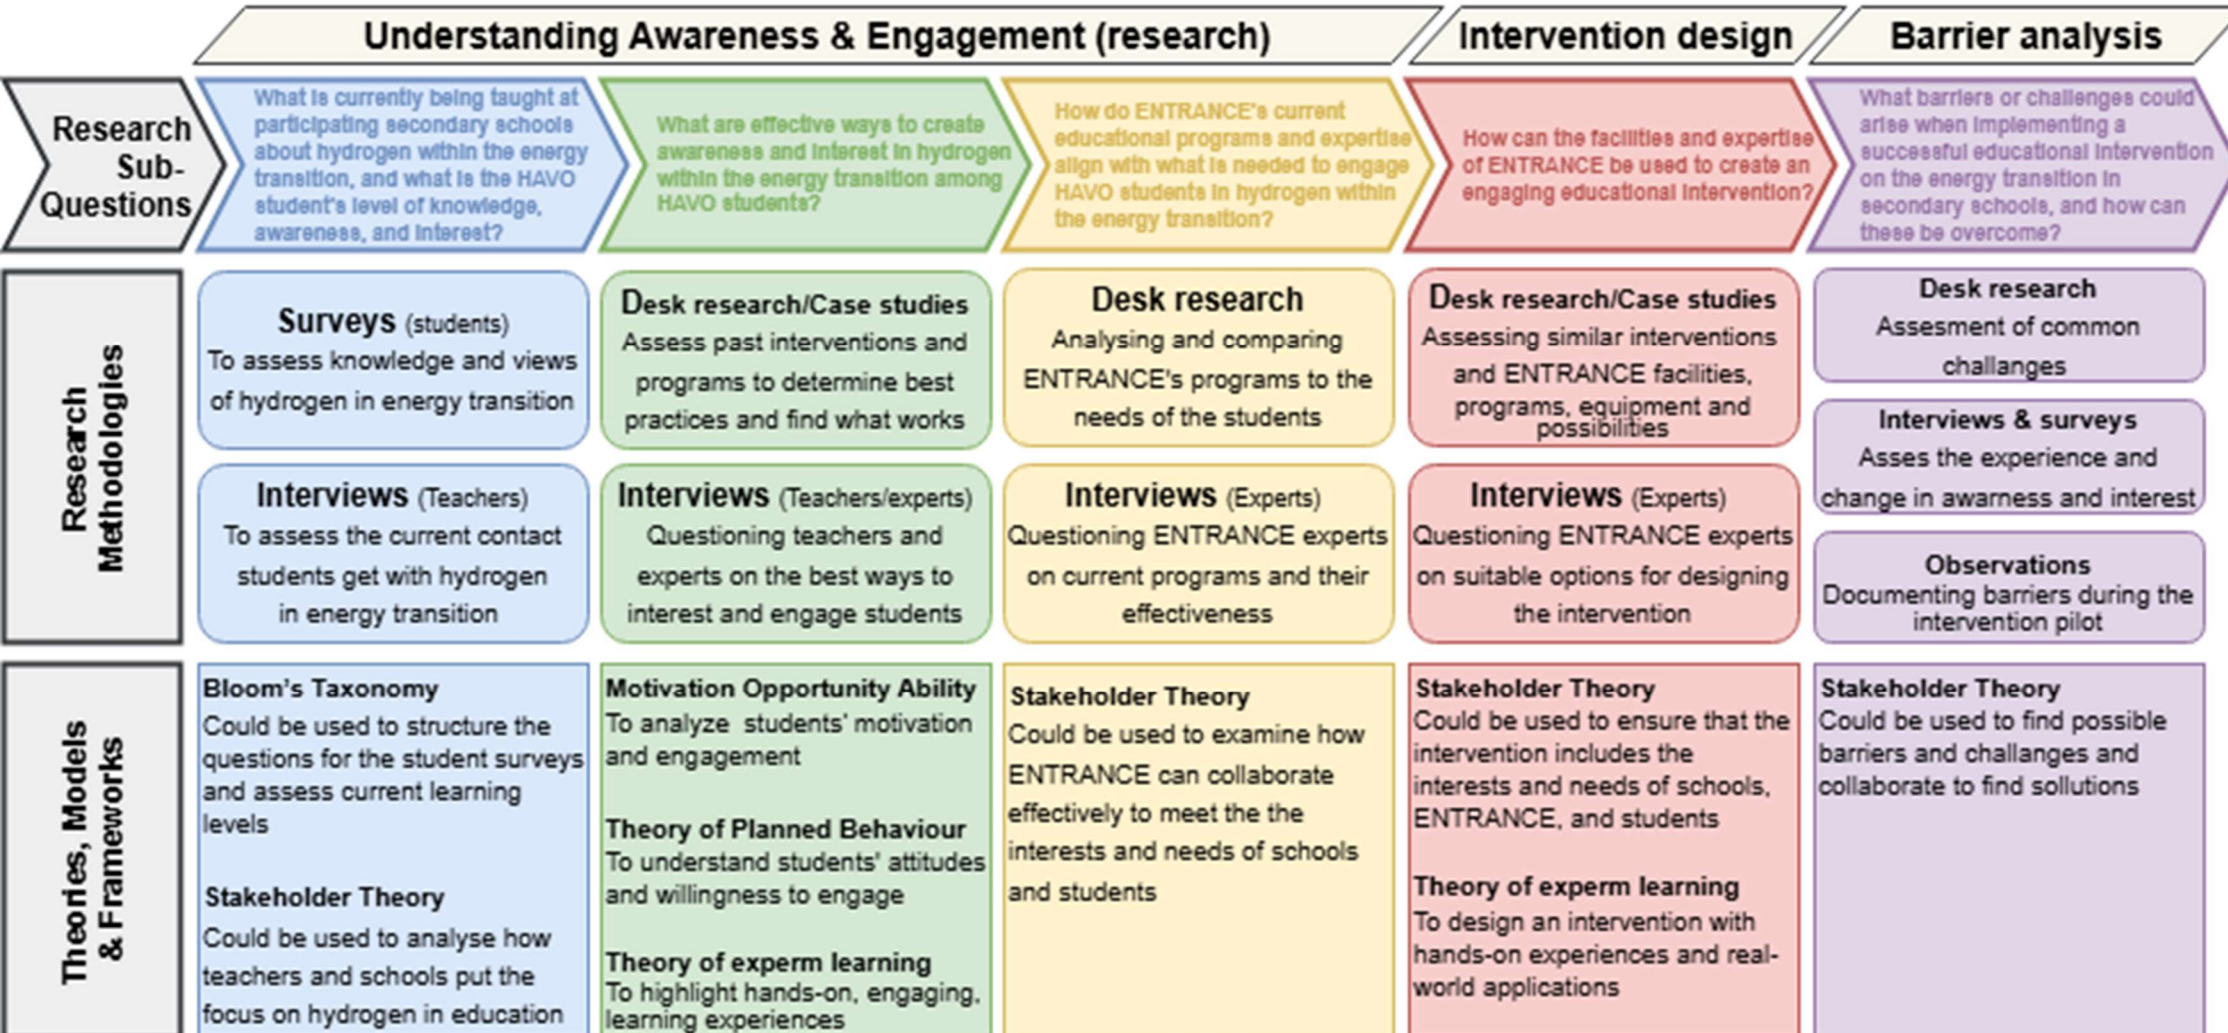 Understanding Awareness & Engagement (research)
Intervention design
Barrier analysis
Research
Sub-
Questions
What is currently being taught at
participating secondary schools
about hydrogen within the energy
transition, and what is the HAVO
student's level of knowledge,
awareness, and interest?
What are effective ways to create
awareness and interest in hydrogen
within the energy transition among
HAVO students?
How do ENTRANCE's current
educational programs and expertise
align with what is needed to engage
HAVO students in hydrogen within
the energy transition?
How can the facilities and expertise
of ENTRANCE be used to create an
engaging educational intervention?
What barriers or challenges could
arise when implementing a
successful educational intervention
on the energy transition in
secondary schools, and how can
these be overcome?
Research
Methodologies
Surveys (students)
To assess knowledge and views
of hydrogen in energy transition
Interviews (Teachers)
To assess the current contact
students get with hydrogen
in energy transition
Desk research/Case studies
Assess past interventions and
programs to determine best
practices and find what works
Interviews (Teachers/experts)
Questioning teachers and
experts on the best ways to
interest and engage students
Desk research
Analysing and comparing
ENTRANCE's programs to the
needs of the students
Interviews (Experts)
Questioning ENTRANCE experts
on current programs and their
effectiveness
Desk research/Case studies
Assessing similar interventions
and ENTRANCE facilities,
programs, equipment and
possibilities
Interviews (Experts)
Questioning ENTRANCE experts
on suitable options for designing
the intervention
Desk research
Assesment of common
challanges
Interviews & surveys
Asses the experience and
change in awarness and interest
Observations
Documenting barriers during the
intervention pilot
Theories, Models
& Frameworks
Bloom's Taxonomy
Could be used to structure the
questions for the student surveys
and assess current learning
levels
Stakeholder Theory
Could be used to analyse how
teachers and schools put the
focus on hydrogen in education
Motivation Opportunity Ability
To analyze students' motivation
and engagement
Theory of Planned Behaviour
To understand students' attitudes
and willingness to engage
Theory of experm learning
To highlight hands-on, engaging,
learning experiences
Stakeholder Theory
Could be used to examine how
ENTRANCE can collaborate
effectively to meet the the
interests and needs of schools
and students
Stakeholder Theory
Could be used to ensure that the
intervention includes the
interests and needs of schools,
ENTRANCE, and students
Theory of experm learning
To design an intervention with
hands-on experiences and real-
world applications
Stakeholder Theory
Could be used to find possible
barriers and challanges and
collaborate to find sollutions